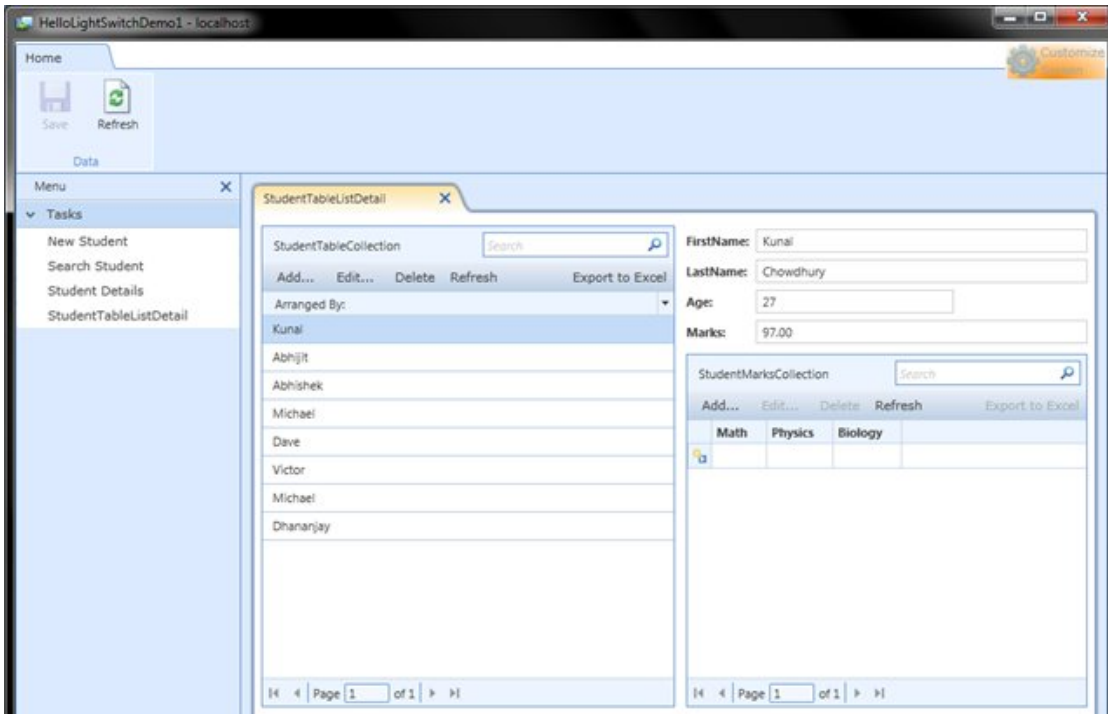 HelloLightSwitchDemo1 - localhost
Home
Customize
Save
Refresh
Data
Menu
Tasks
New Student
Search Student
Student Details
StudentTableListDetail
StudentTableListDetail
StudentTableCollection
Search
Add... Edit... Delete Refresh Export to Excel
Arranged By:
Kunal
Abhijit
Abhishek
Michael
Dave
Victor
Michael
Dhananjay
Page 1 of 1
FirstName: Kunal
LastName: Chowdhury
Age: 27
Marks: 97.00
StudentMarksCollection
Search
Add... Edit... Delete Refresh Export to Excel
Math Physics Biology
Page 1 of 1